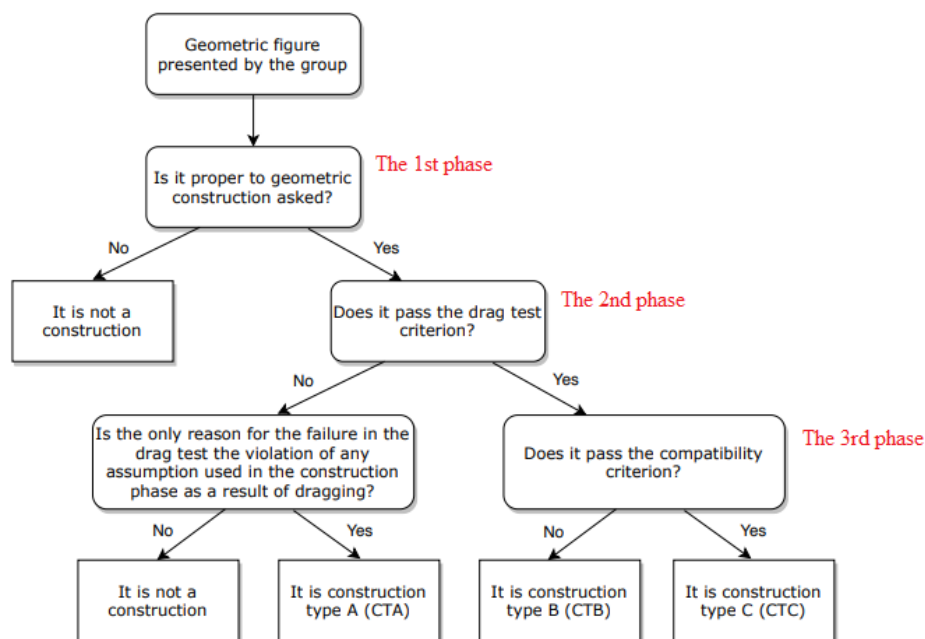 Geometric figure
presented by the group
The 1st phase
Is it proper to geometric
construction asked?
No
Yes
It is not a
construction
The 2nd phase
Does it pass the drag test
criterion?
No
Yes
Is the only reason for the failure in the
drag test the violation of any
assumption used in the construction
phase as a result of dragging?
The 3rd phase
Does it pass the compatibility
criterion?
No
Yes
No
Yes
It is not a
construction
It is construction
type A (CTA)
It is construction
type B (CTB)
It is construction
type C (CTC)